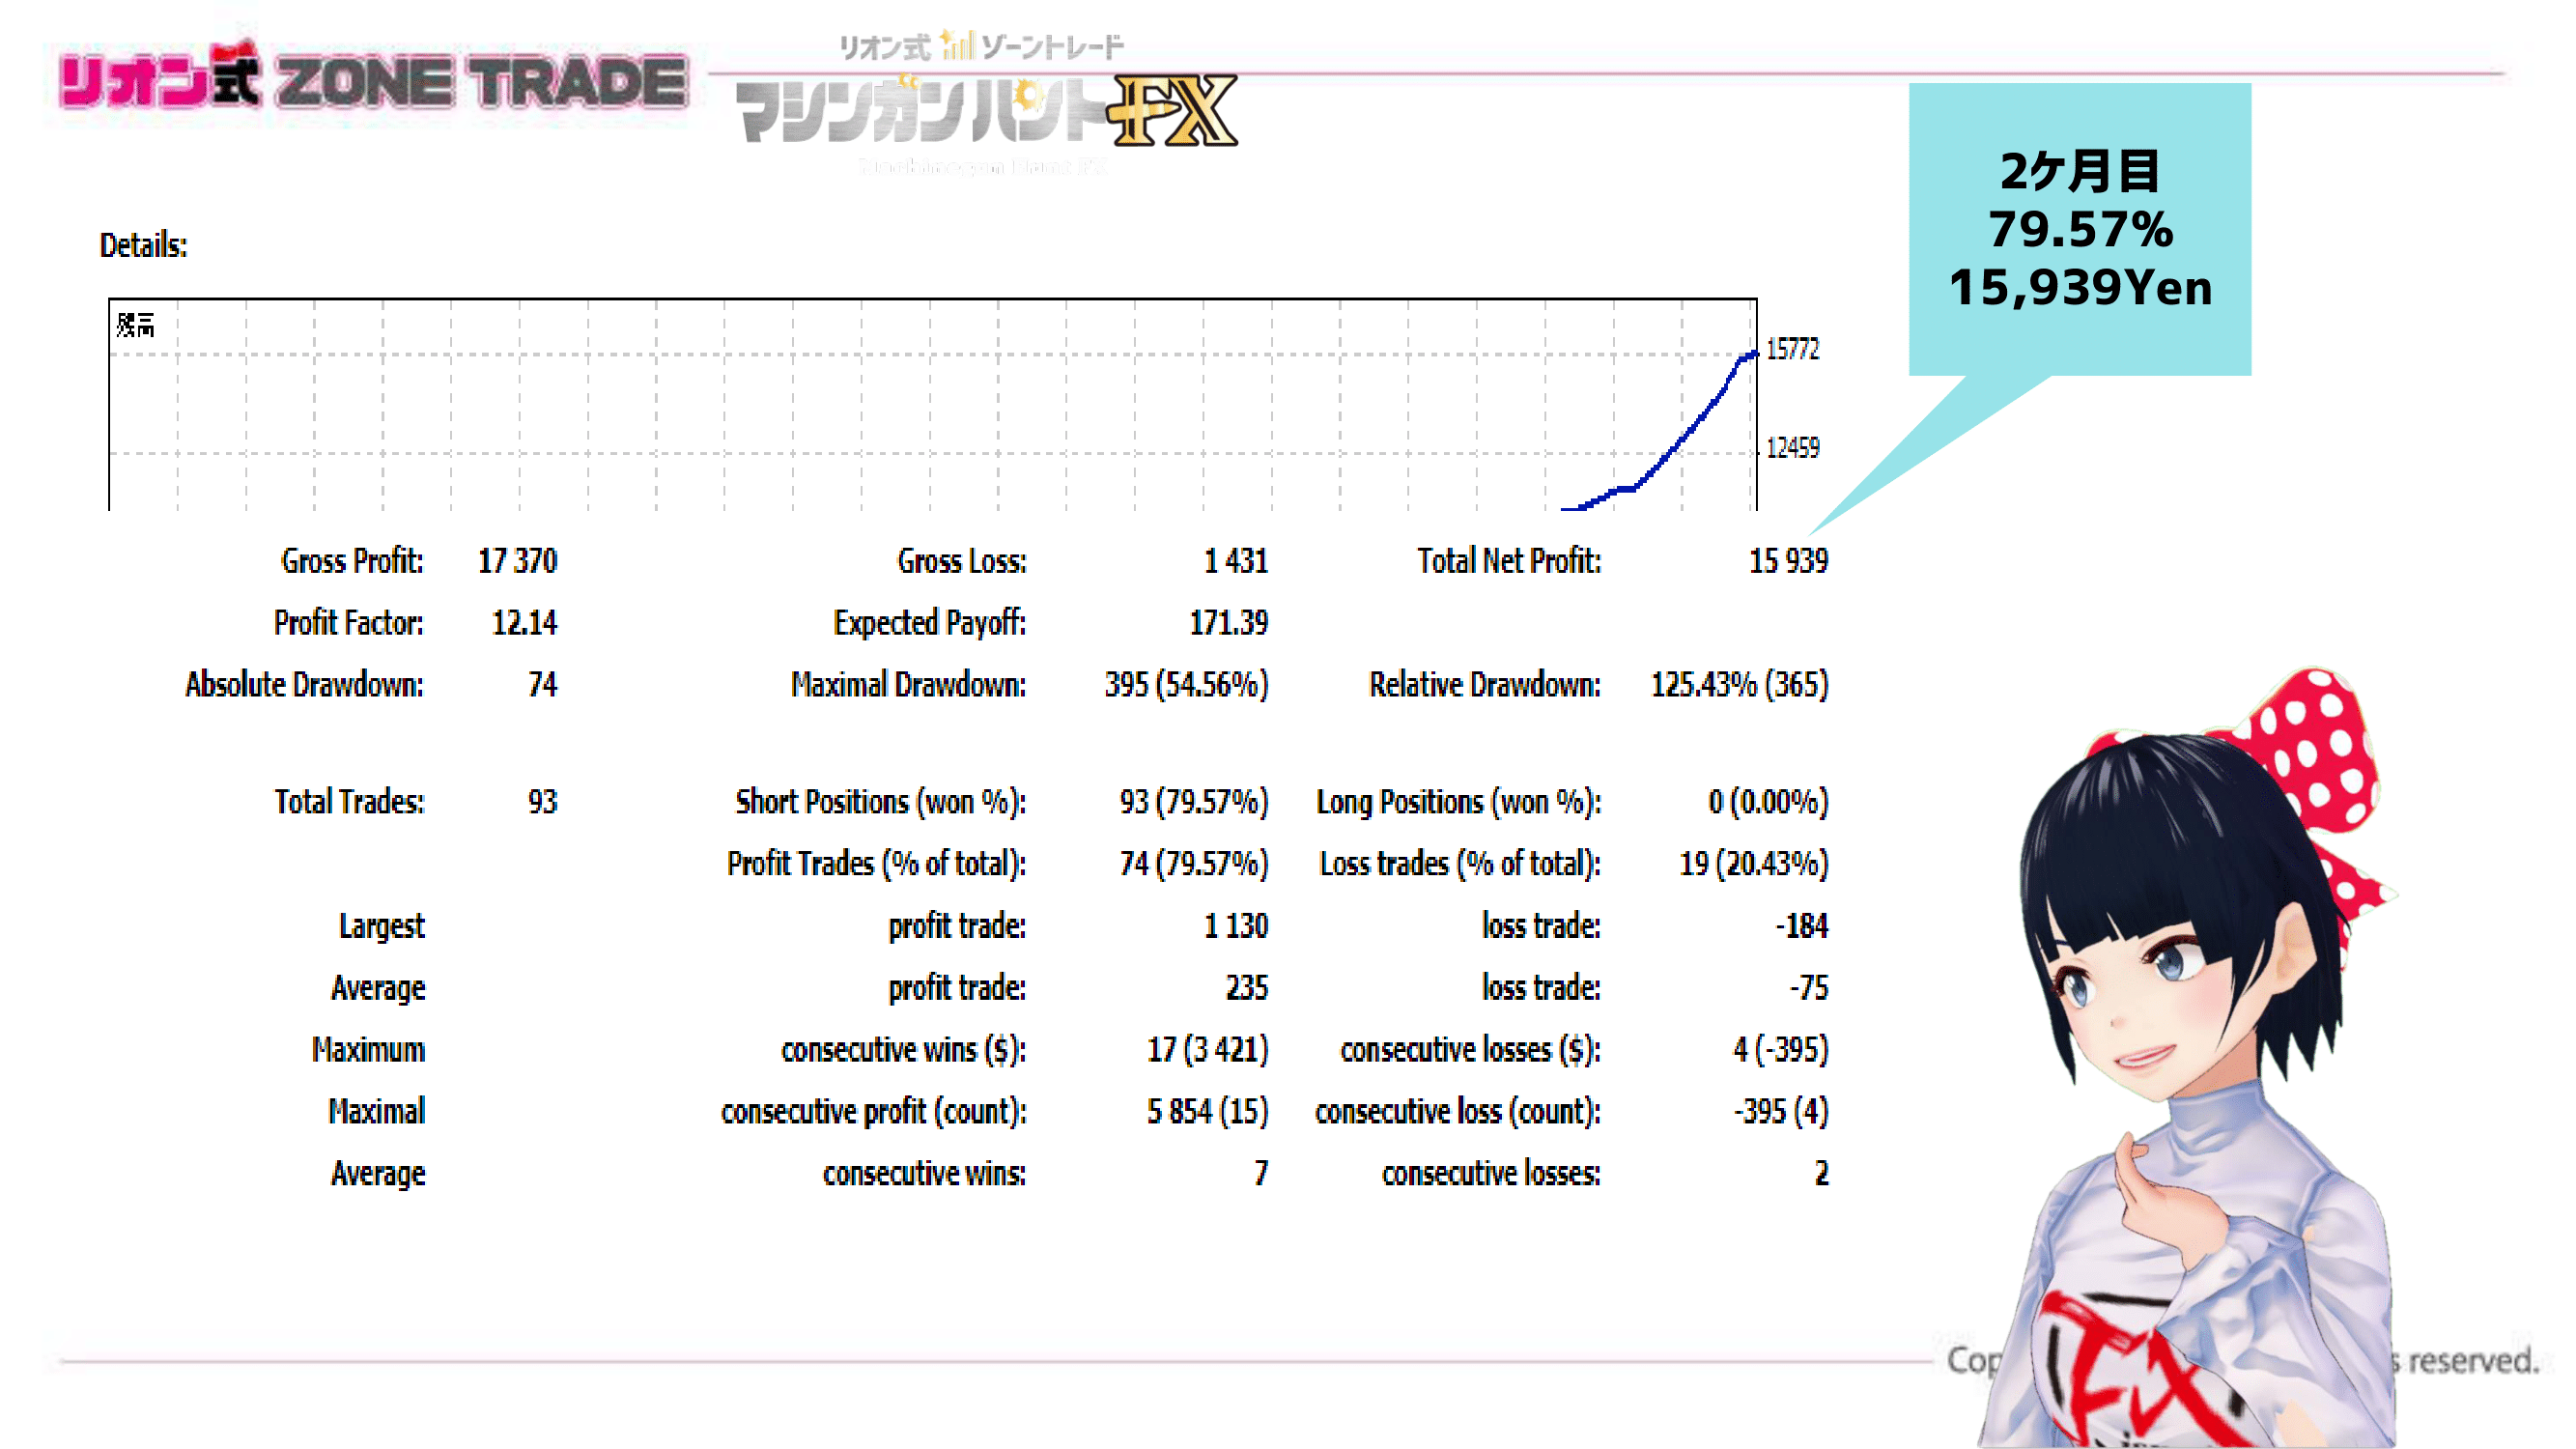 リオン式 ZONE TRADE
リオン式 ゾーントレード
マシンガンハントFX
2ヶ月目
79.57%
15,939Yen
Details:
残高
15772
12459
Gross Profit: 17 370 Gross Loss: 1 431 Total Net Profit: 15 939
Profit Factor: 12.14 Expected Payoff: 171.39
Absolute Drawdown: 74 Maximal Drawdown: 395 (54.56%) Relative Drawdown: 125.43% (365)
Total Trades: 93 Short Positions (won %): 93 (79.57%) Long Positions (won %): 0 (0.00%)
Profit Trades (% of total): 74 (79.57%) Loss trades (% of total): 19 (20.43%)
Largest profit trade: 1 130 loss trade: -184
Average profit trade: 235 loss trade: -75
Maximum consecutive wins ($): 17 (3 421) consecutive losses ($): 4 (-395)
Maximal consecutive profit (count): 5 854 (15) consecutive loss (count): -395 (4)
Average consecutive wins: 7 consecutive losses: 2
FX
reserved.